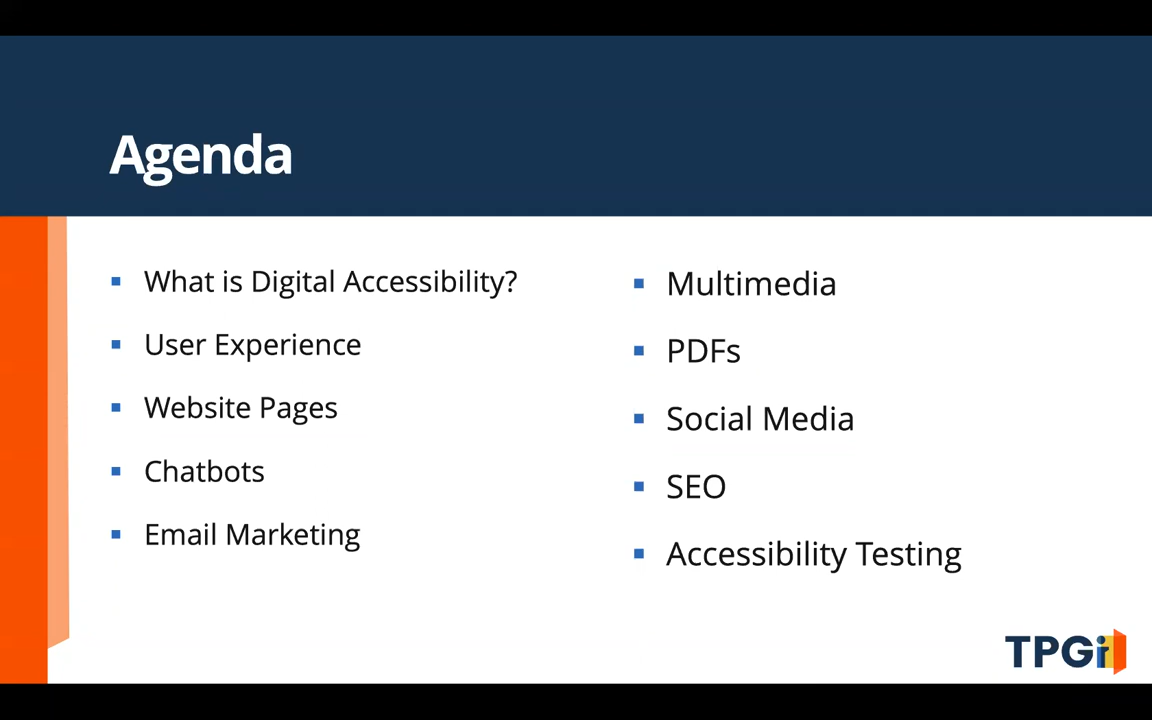 Agenda
What is Digital Accessibility?
User Experience
Website Pages
Chatbots
Email Marketing
Multimedia
PDFs
Social Media
SEO
Accessibility Testing
TPGi